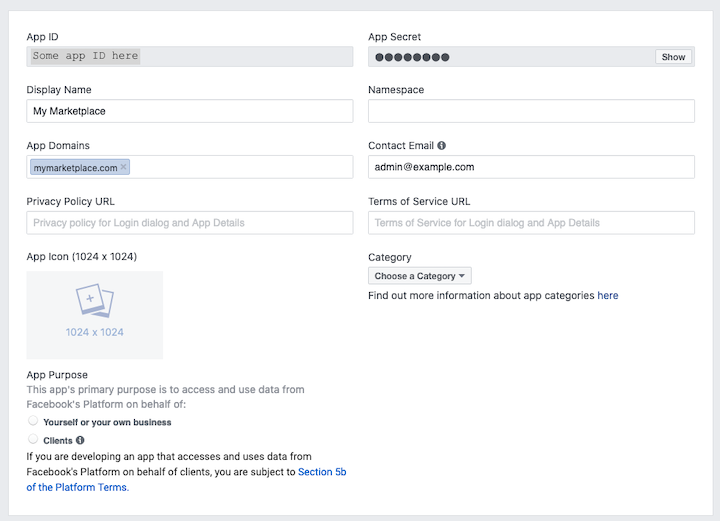 App ID
Some app ID here
App Secret
Show
Display Name
My Marketplace
Namespace
App Domains
mymarketplace.com ×
Contact Email
admin@example.com
Privacy Policy URL
Privacy policy for Login dialog and App Details
Terms of Service URL
Terms of Service for Login dialog and App Details
App Icon (1024 x 1024)
1024 x 1024
Category
Choose a Category
Find out more information about app categories here
App Purpose
This app's primary purpose is to access and use data from
Facebook's Platform on behalf of:
Yourself or your own business
Clients
If you are developing an app that accesses and uses data from
Facebook's Platform on behalf of clients, you are subject to Section 5b
of the Platform Terms.